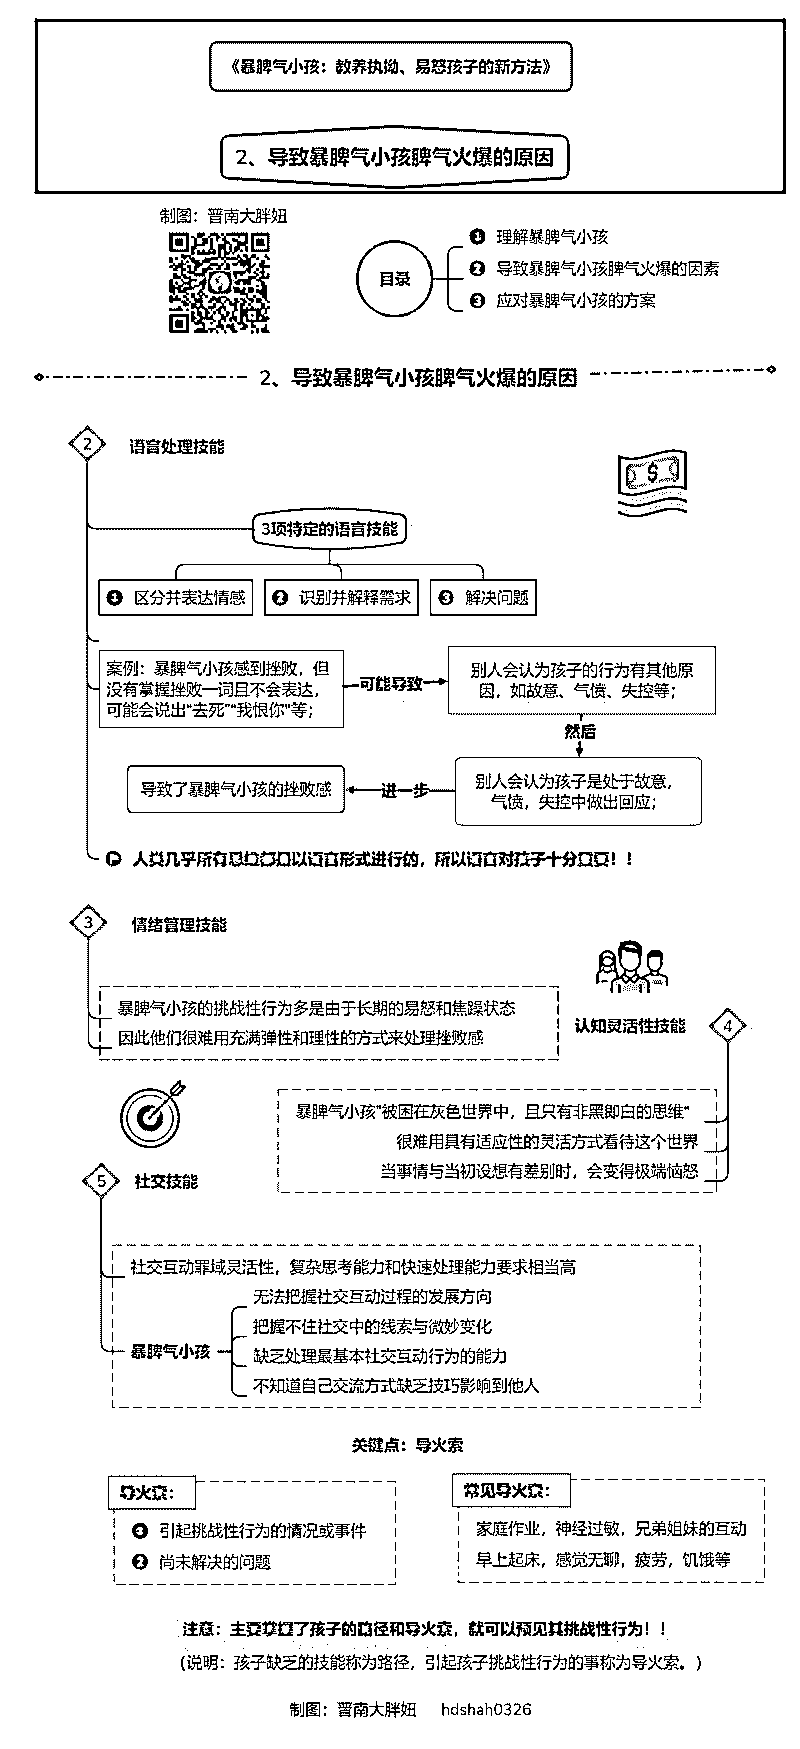 《暴脾气小孩：教养执拗、易怒孩子的新方法》
2、导致暴脾气小孩脾气火爆的原因
制图：晋南大胖妞
目录
1 理解暴脾气小孩
2 导致暴脾气小孩脾气火爆的因素
3 应对暴脾气小孩的方案
2、导致暴脾气小孩脾气火爆的原因
2 语言处理技能
3项特定的语言技能
1 区分并表达情感
2 识别并解释需求
3 解决问题
案例：暴脾气小孩感到挫败，但
没有掌握挫败一词且不会表达，
可能会说出“去死”“我恨你”等；
可能导致
别人会认为孩子的行为有其他原
因，如故意、气愤、失控等；
然后
别人会认为孩子是处于故意，
气愤，失控中做出回应；
进一步
导致了暴脾气小孩的挫败感
人类几乎所有以语言形式进行的，所以语言对孩子十分！！
3 情绪管理技能
暴脾气小孩的挑战性行为多是由于长期的易怒和焦躁状态
因此他们很难用充满弹性和理性的方式来处理挫败感
认知灵活性技能 4
暴脾气小孩“被困在灰色世界中，且只有非黑即白的思维”
很难用具有适应性的灵活方式看待这个世界
当事情与当初设想有差别时，会变得极端恼怒
5 社交技能
社交互动罪域灵活性，复杂思考能力和快速处理能力要求相当高
暴脾气小孩
无法把握社交互动过程的发展方向
把握不住社交中的线索与微妙变化
缺乏处理最基本社交互动行为的能力
不知道自己交流方式缺乏技巧影响到他人
关键点：导火索
导火索：
1 引起挑战性行为的情况或事件
2 尚未解决的问题
常见导火索：
家庭作业，神经过敏，兄弟姐妹的互动
早上起床，感觉无聊，疲劳，饥饿等
注意：主要掌握了孩子的路径和导火索，就可以预见其挑战性行为！！
(说明：孩子缺乏的技能称为路径，引起孩子挑战性行为的事称为导火索。)
制图：晋南大胖妞 hdshah0326